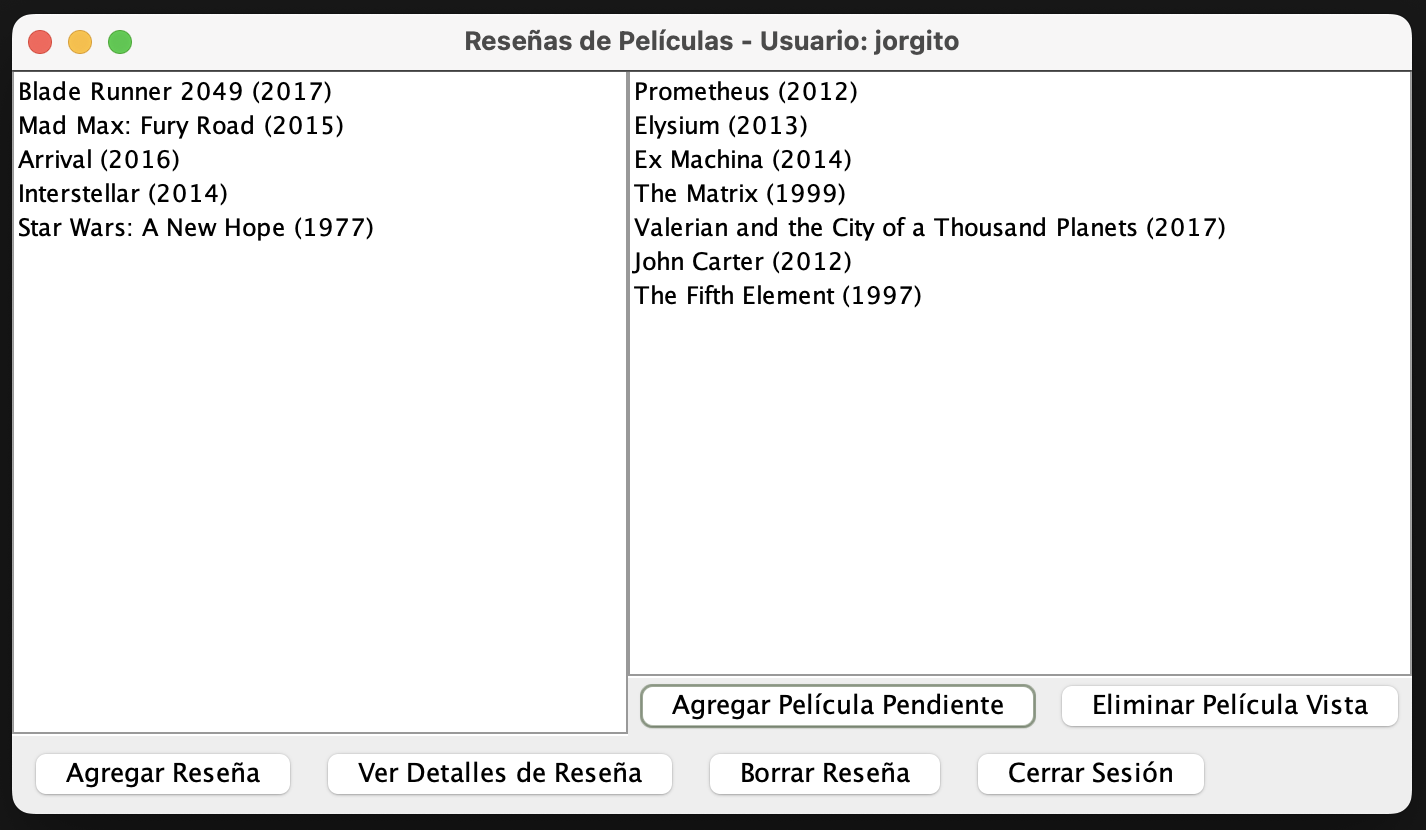 Reseñas de Películas - Usuario: jorgito
Blade Runner 2049 (2017)
Mad Max: Fury Road (2015)
Arrival (2016)
Interstellar (2014)
Star Wars: A New Hope (1977)
Prometheus (2012)
Elysium (2013)
Ex Machina (2014)
The Matrix (1999)
Valerian and the City of a Thousand Planets (2017)
John Carter (2012)
The Fifth Element (1997)
Agregar Película Pendiente
Eliminar Película Vista
Agregar Reseña
Ver Detalles de Reseña
Borrar Reseña
Cerrar Sesión